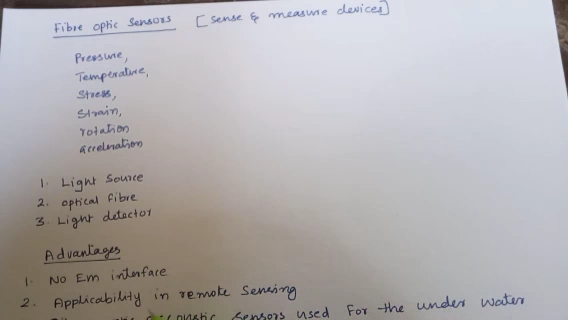 Fibre optic Sensors [sense & measure devices]
Pressure,
Temperature,
Stress,
Strain,
rotation
acceleration
1. Light Source
2. optical fibre
3. Light detector
Advantages
1. No Em interface
2. Applicability in remote Sensing
sensors used For the under water